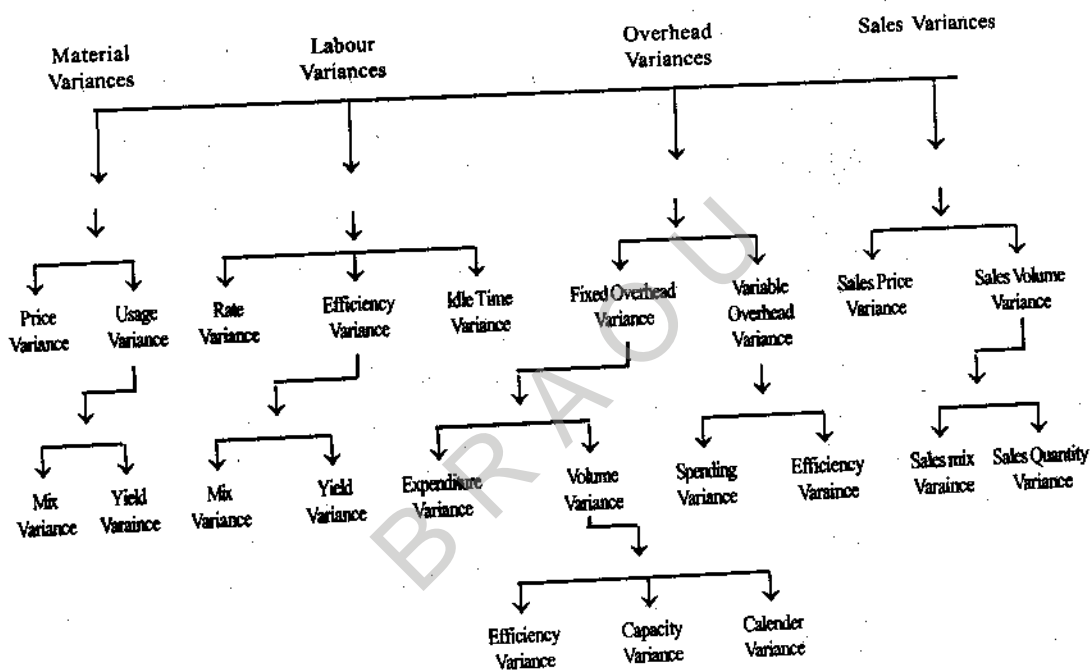 Material
Variances
Labour
Variances
Overhead
Variances
Sales Variances
Price
Variance
Usage
Variance
Rate
Variance
Efficiency
Variance
Idle Time
Variance
Fixed Overhead
Variance
Variable
Overhead
Variance
Sales Price
Variance
Sales Volume
Variance
Mix
Variance
Yield
Varaince
Mix
Variance
Yield
Variance
Expenditure
Variance
Volume
Variance
Spending
Variance
Efficiency
Varaince
Sales mix
Varaince
Sales Quantity
Variance
Efficiency
Variance
Capacity
Variance
Calender
Variance
BRAOU